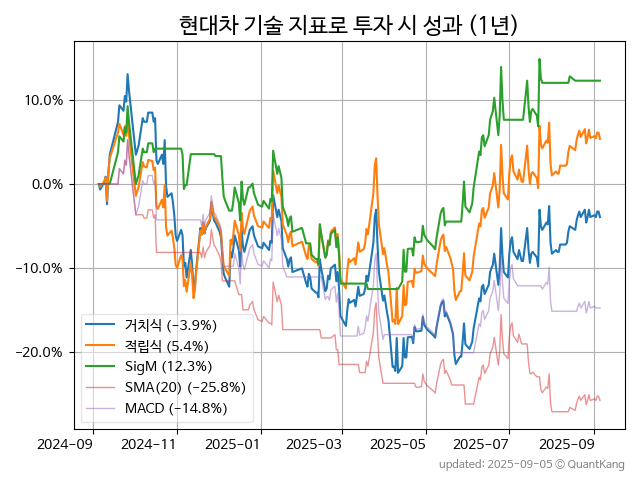 현대차 기술 지표로 투자 시 성과 (1년)
10.0%
0.0%
−10.0%
−20.0%
거치식 (−3.9%)
적립식 (5.4%)
SigM (12.3%)
SMA(20) (−25.8%)
MACD (−14.8%)
2024-09 2024-11 2025-01 2025-03 2025-05 2025-07 2025-09
updated: 2025-09-05 © QuantKang